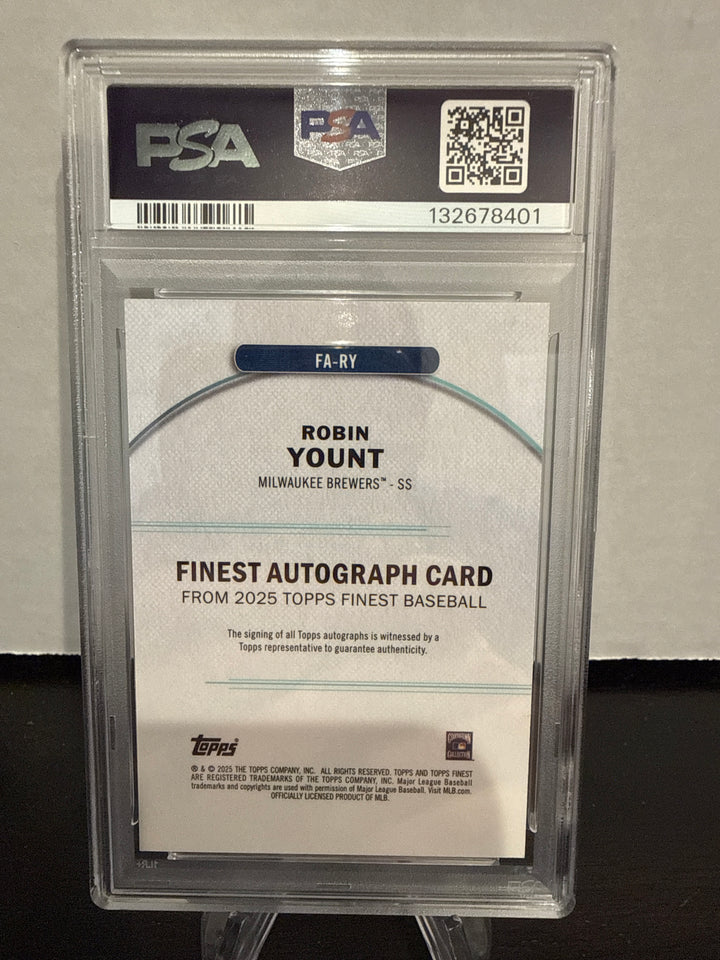 PSA
PSA
132678401
FA-RY
ROBIN
YOUNT
MILWAUKEE BREWERS™ - SS
FINEST AUTOGRAPH CARD
FROM 2025 TOPPS FINEST BASEBALL
The signing of all Topps autographs is witnessed by a
Topps representative to guarantee authenticity.
topps®
COOPERSTOWN
COLLECTION
® & © 2025 THE TOPPS COMPANY, INC. ALL RIGHTS RESERVED. TOPPS AND TOPPS FINEST
ARE REGISTERED TRADEMARKS OF THE TOPPS COMPANY, INC. Major League Baseball
trademarks and copyrights are used with permission of Major League Baseball. Visit MLB.com.
OFFICIALLY LICENSED PRODUCT OF MLB.